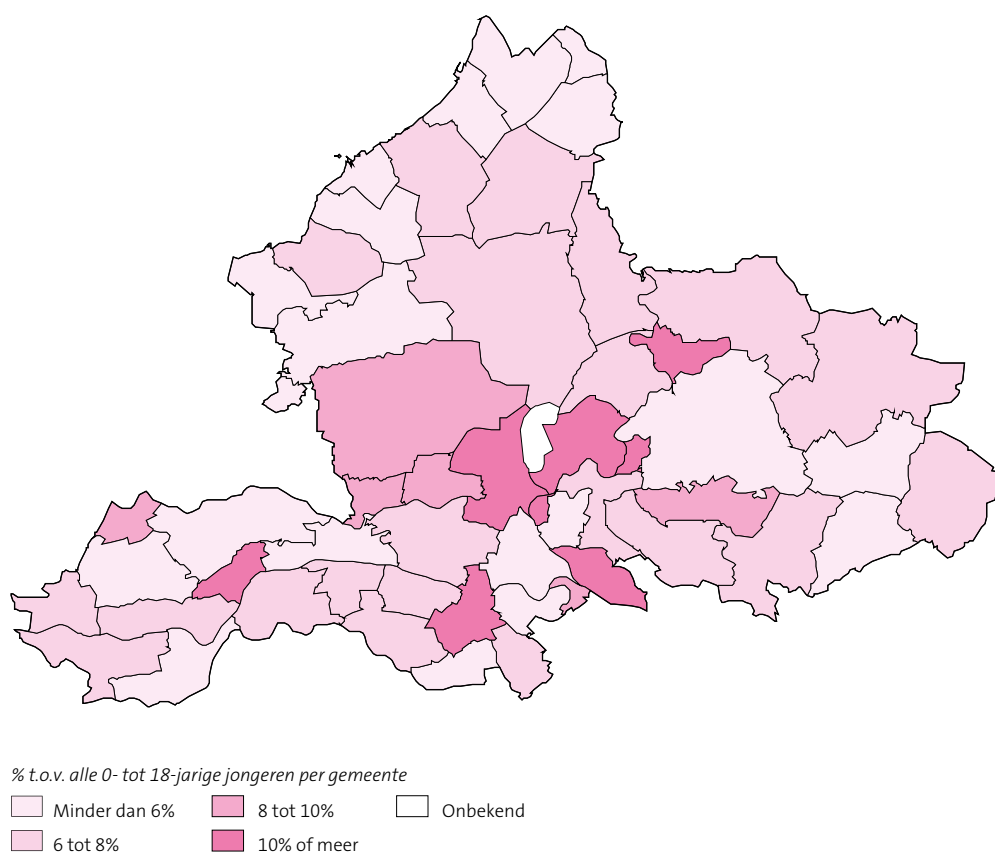 % t.o.v. alle 0- tot 18-jarige jongeren per gemeente
Minder dan 6%
6 tot 8%
8 tot 10%
10% of meer
Onbekend